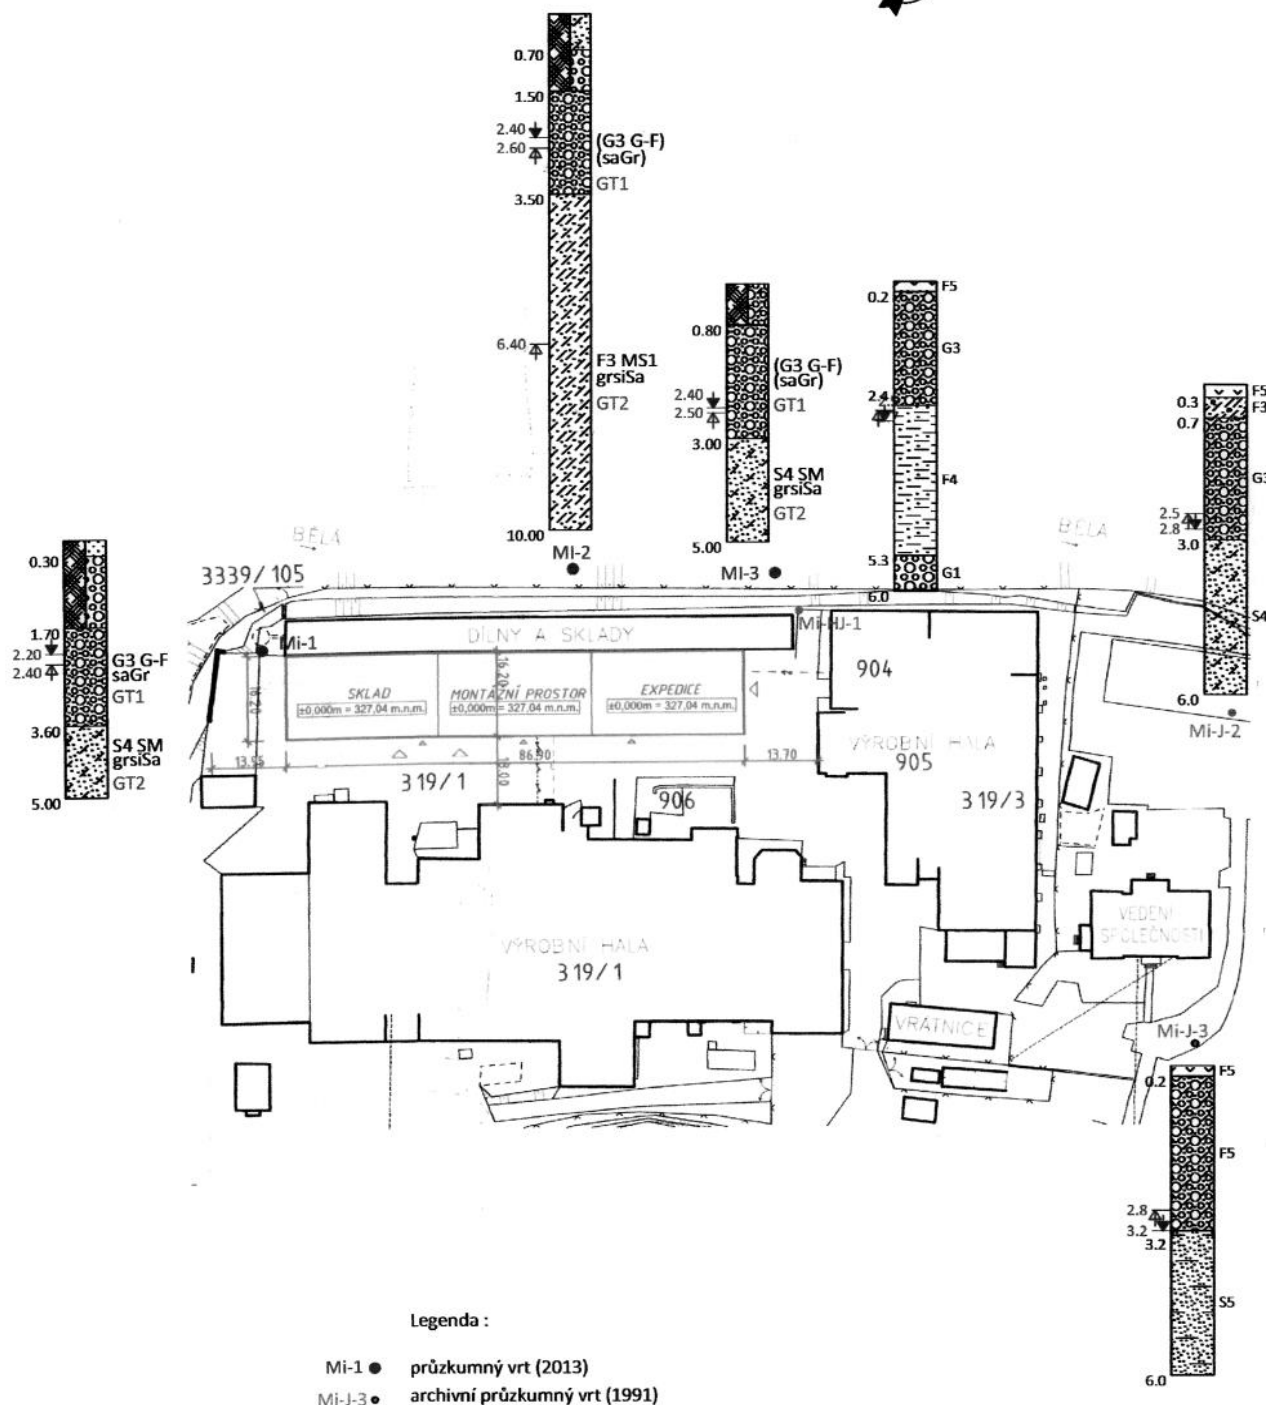 0.70
1.50
2.40
2.60
(G3 G-F)
(saGr)
GT1
3.50
6.40
F3 MS1
grsiSa
GT2
10.00
MI-2
0.80
(G3 G-F)
(saGr)
GT1
2.40
2.50
3.00
S4 SM
grsiSa
GT2
5.00
MI-3
F5
0.2
G3
2.4
F4
5.3
G1
6.0
Mi-HJ-1
F5
0.3
F3
0.7
G3
2.5
2.8
3.0
S4
6.0
Mi-J-2
0.30
1.70
2.20
2.40
G3 G-F
saGr
GT1
3.60
S4 SM
grsiSa
GT2
5.00
Mi-1
BĚLÁ
BĚLÁ
3339/105
DÍLNY A SKLADY
SKLAD
±0,000m = 327,04 m.n.m.
MONTÁŽNÍ PROSTOR
±0,000m = 327,04 m.n.m.
EXPEDICE
±0,000m = 327,04 m.n.m.
16.20
16.20
86.90
13.70
18.00
319/1
904
VÝROBNÍ HALA
905
319/3
906
VÝROBNÍ HALA
319/1
VEDENÍ
SPOLEČNOSTI
VRÁTNICE
Mi-J-3
F5
0.2
F5
2.8
3.2
3.2
S5
6.0
Legenda :
Mi-1 průzkumný vrt (2013)
Mi-J-3 archivní průzkumný vrt (1991)